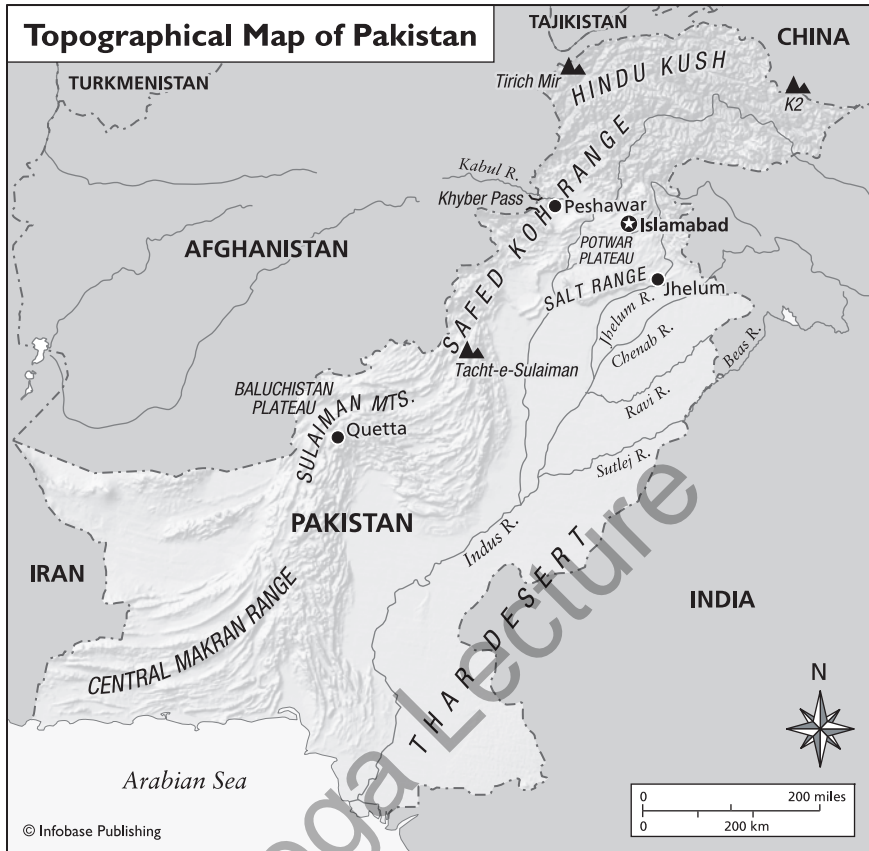 Topographical Map of Pakistan
TAJIKISTAN
CHINA
TURKMENISTAN
Tirich Mir
HINDU KUSH
K2
Kabul R.
Khyber Pass
Peshawar
Islamabad
AFGHANISTAN
SAFED KOH RANGE
POTWAR
PLATEAU
SALT RANGE
Jhelum
Jhelum R.
Chenab R.
Beas R.
Tacht-e-Sulaiman
BALUCHISTAN
PLATEAU
SULAIMAN MTS.
Ravi R.
Quetta
Sutlej R.
PAKISTAN
Indus R.
IRAN
THAR DESERT
INDIA
CENTRAL MAKRAN RANGE
N
Arabian Sea
0 200 miles
0 200 km
© Infobase Publishing
ega Lecture